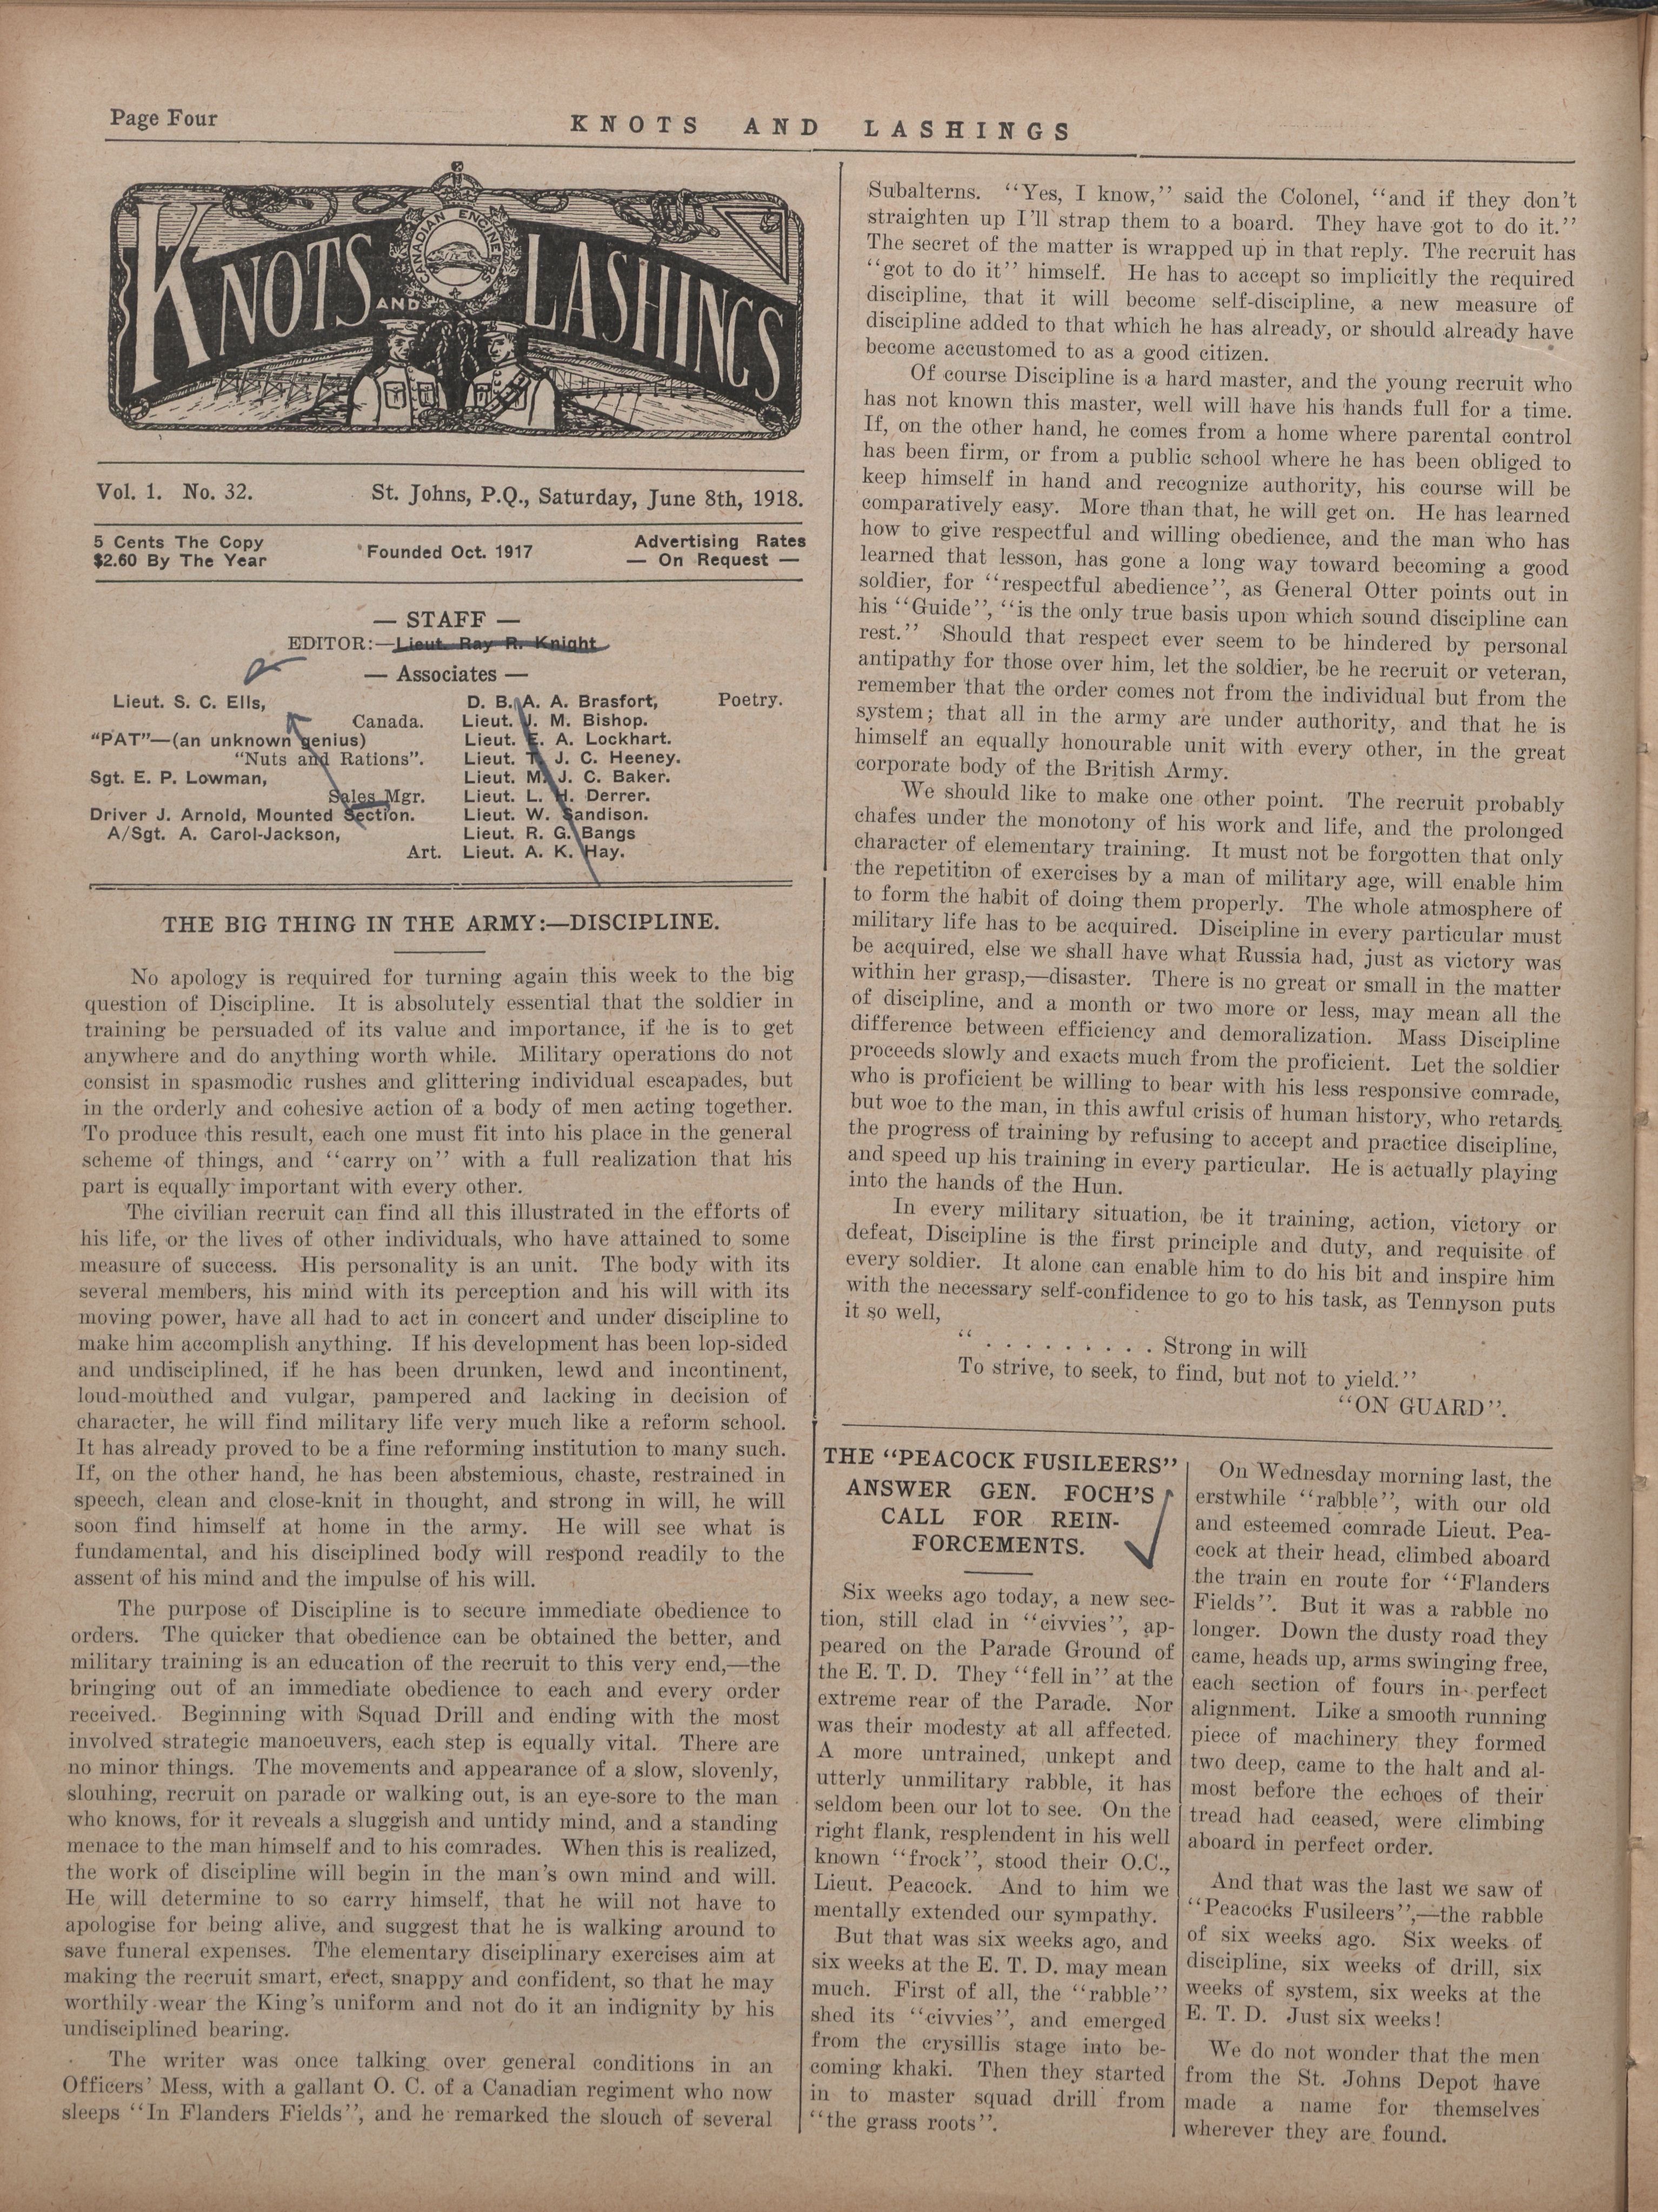 Page Four
KNOTS AND LASHINGS
KNOTS AND LASHINGS
CANADIAN ENGINEERS
Vol. 1. No. 32.
St. Johns, P.Q., Saturday, June 8th, 1918.
5 Cents The Copy
$2.60 By The Year
Founded Oct. 1917
Advertising Rates
— On Request —
— STAFF —
EDITOR:—Lieut. Ray R. Knight
— Associates —
Lieut. S. C. Ells,
Canada.
"PAT"—(an unknown genius)
"Nuts and Rations".
Sgt. E. P. Lowman,
Sales Mgr.
Driver J. Arnold, Mounted Section.
A/Sgt. A. Carol-Jackson,
Art.
D. B. A. A. Brasfort, Poetry.
Lieut. J. M. Bishop.
Lieut. E. A. Lockhart.
Lieut. T. J. C. Heeney.
Lieut. M. J. C. Baker.
Lieut. L. H. Derrer.
Lieut. W. Sandison.
Lieut. R. G. Bangs
Lieut. A. K. Hay.
THE BIG THING IN THE ARMY:—DISCIPLINE.
No apology is required for turning again this week to the big
question of Discipline. It is absolutely essential that the soldier in
training be persuaded of its value and importance, if he is to get
anywhere and do anything worth while. Military operations do not
consist in spasmodic rushes and glittering individual escapades, but
in the orderly and cohesive action of a body of men acting together.
To produce this result, each one must fit into his place in the general
scheme of things, and "carry on" with a full realization that his
part is equally important with every other.
The civilian recruit can find all this illustrated in the efforts of
his life, or the lives of other individuals, who have attained to some
measure of success. His personality is an unit. The body with its
several members, his mind with its perception and his will with its
moving power, have all had to act in concert and under discipline to
make him accomplish anything. If his development has been lop-sided
and undisciplined, if he has been drunken, lewd and incontinent,
loud-mouthed and vulgar, pampered and lacking in decision of
character, he will find military life very much like a reform school.
It has already proved to be a fine reforming institution to many such.
If, on the other hand, he has been abstemious, chaste, restrained in
speech, clean and close-knit in thought, and strong in will, he will
soon find himself at home in the army. He will see what is
fundamental, and his disciplined body will respond readily to the
assent of his mind and the impulse of his will.
The purpose of Discipline is to secure immediate obedience to
orders. The quicker that obedience can be obtained the better, and
military training is an education of the recruit to this very end,—the
bringing out of an immediate obedience to each and every order
received. Beginning with Squad Drill and ending with the most
involved strategic manoeuvers, each step is equally vital. There are
no minor things. The movements and appearance of a slow, slovenly,
slouhing, recruit on parade or walking out, is an eye-sore to the man
who knows, for it reveals a sluggish and untidy mind, and a standing
menace to the man himself and to his comrades. When this is realized,
the work of discipline will begin in the man's own mind and will.
He will determine to so carry himself, that he will not have to
apologise for being alive, and suggest that he is walking around to
save funeral expenses. The elementary disciplinary exercises aim at
making the recruit smart, erect, snappy and confident, so that he may
worthily wear the King's uniform and not do it an indignity by his
undisciplined bearing.
The writer was once talking over general conditions in an
Officers' Mess, with a gallant O. C. of a Canadian regiment who now
sleeps "In Flanders Fields", and he remarked the slouch of several
Subalterns. "Yes, I know," said the Colonel, "and if they don't
straighten up I'll strap them to a board. They have got to do it."
The secret of the matter is wrapped up in that reply. The recruit has
"got to do it" himself. He has to accept so implicitly the required
discipline, that it will become self-discipline, a new measure of
discipline added to that which he has already, or should already have
become accustomed to as a good citizen.
Of course Discipline is a hard master, and the young recruit who
has not known this master, well will have his hands full for a time.
If, on the other hand, he comes from a home where parental control
has been firm, or from a public school where he has been obliged to
keep himself in hand and recognize authority, his course will be
comparatively easy. More than that, he will get on. He has learned
how to give respectful and willing obedience, and the man who has
learned that lesson, has gone a long way toward becoming a good
soldier, for "respectful abedience", as General Otter points out in
his "Guide", "is the only true basis upon which sound discipline can
rest." Should that respect ever seem to be hindered by personal
antipathy for those over him, let the soldier, be he recruit or veteran,
remember that the order comes not from the individual but from the
system; that all in the army are under authority, and that he is
himself an equally honourable unit with every other, in the great
corporate body of the British Army.
We should like to make one other point. The recruit probably
chafes under the monotony of his work and life, and the prolonged
character of elementary training. It must not be forgotten that only
the repetition of exercises by a man of military age, will enable him
to form the habit of doing them properly. The whole atmosphere of
military life has to be acquired. Discipline in every particular must
be acquired, else we shall have what Russia had, just as victory was
within her grasp,—disaster. There is no great or small in the matter
of discipline, and a month or two more or less, may mean all the
difference between efficiency and demoralization. Mass Discipline
proceeds slowly and exacts much from the proficient. Let the soldier
who is proficient be willing to bear with his less responsive comrade,
but woe to the man, in this awful crisis of human history, who retards
the progress of training by refusing to accept and practice discipline,
and speed up his training in every particular. He is actually playing
into the hands of the Hun.
In every military situation, be it training, action, victory or
defeat, Discipline is the first principle and duty, and requisite of
every soldier. It alone can enable him to do his bit and inspire him
with the necessary self-confidence to go to his task, as Tennyson puts
it so well,
" . . . . . . . . . Strong in will
To strive, to seek, to find, but not to yield."
"ON GUARD".
THE "PEACOCK FUSILEERS"
ANSWER GEN. FOCH'S
CALL FOR REIN-
FORCEMENTS.
Six weeks ago today, a new sec-
tion, still clad in "civvies", ap-
peared on the Parade Ground of
the E. T. D. They "fell in" at the
extreme rear of the Parade. Nor
was their modesty at all affected.
A more untrained, unkept and
utterly unmilitary rabble, it has
seldom been our lot to see. On the
right flank, resplendent in his well
known "frock", stood their O.C.,
Lieut. Peacock. And to him we
mentally extended our sympathy.
But that was six weeks ago, and
six weeks at the E. T. D. may mean
much. First of all, the "rabble"
shed its "civvies", and emerged
from the crysillis stage into be-
coming khaki. Then they started
in to master squad drill from
"the grass roots".
On Wednesday morning last, the
erstwhile "rabble", with our old
and esteemed comrade Lieut. Pea-
cock at their head, climbed aboard
the train en route for "Flanders
Fields". But it was a rabble no
longer. Down the dusty road they
came, heads up, arms swinging free,
each section of fours in perfect
alignment. Like a smooth running
piece of machinery they formed
two deep, came to the halt and al-
most before the echoes of their
tread had ceased, were climbing
aboard in perfect order.
And that was the last we saw of
"Peacocks Fusileers",—the rabble
of six weeks ago. Six weeks of
discipline, six weeks of drill, six
weeks of system, six weeks at the
E. T. D. Just six weeks!
We do not wonder that the men
from the St. Johns Depot have
made a name for themselves
wherever they are found.